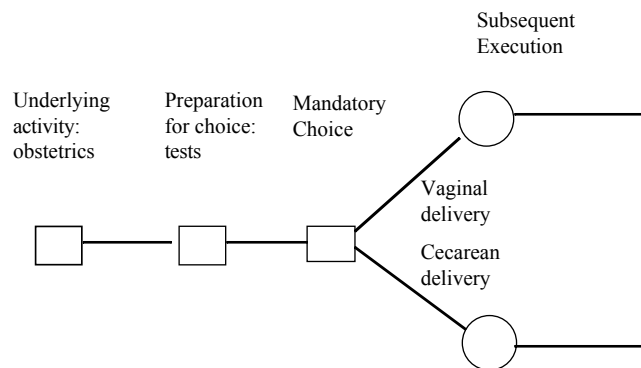 Subsequent
Execution
Underlying
activity:
obstetrics
Preparation
for choice:
tests
Mandatory
Choice
Vaginal
delivery
Cecarean
delivery